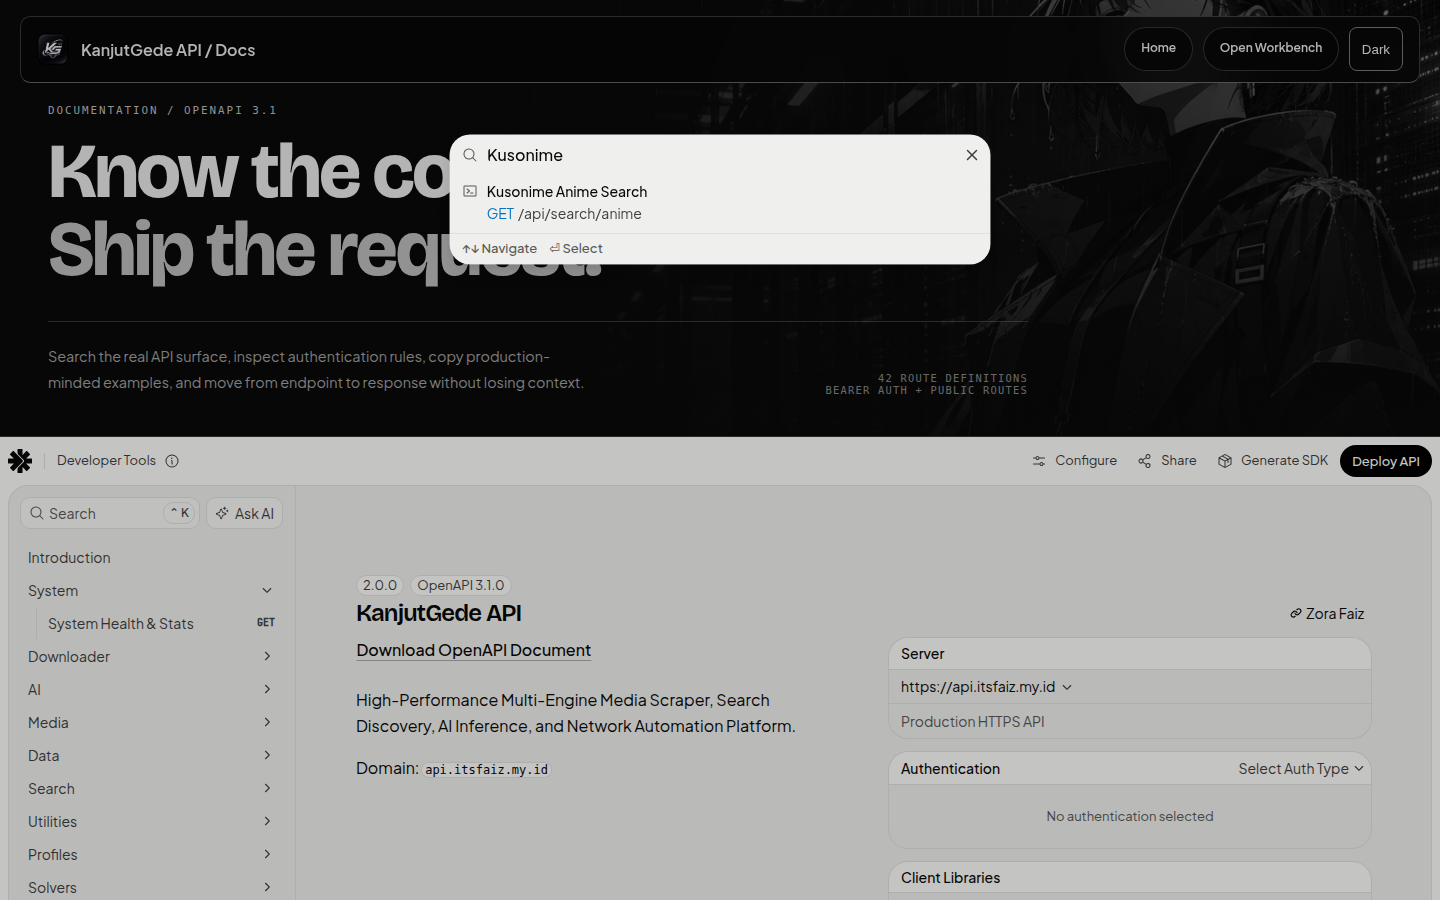 KanjutGede API / Docs
Home
Open Workbench
Dark
DOCUMENTATION / OPENAPI 3.1
Know the co
Ship the request.
Kusonime
Kusonime Anime Search
GET /api/search/anime
↑↓ Navigate ⏎ Select
Search the real API surface, inspect authentication rules, copy production-
minded examples, and move from endpoint to response without losing context.
42 ROUTE DEFINITIONS
BEARER AUTH + PUBLIC ROUTES
Developer Tools
Configure
Share
Generate SDK
Deploy API
Search
⌃ K
Ask AI
Introduction
System
System Health & Stats GET
Downloader
AI
Media
Data
Search
Utilities
Profiles
Solvers
2.0.0 OpenAPI 3.1.0
KanjutGede API
Download OpenAPI Document
High-Performance Multi-Engine Media Scraper, Search
Discovery, AI Inference, and Network Automation Platform.
Domain: api.itsfaiz.my.id
Zora Faiz
Server
https://api.itsfaiz.my.id
Production HTTPS API
Authentication
Select Auth Type
No authentication selected
Client Libraries